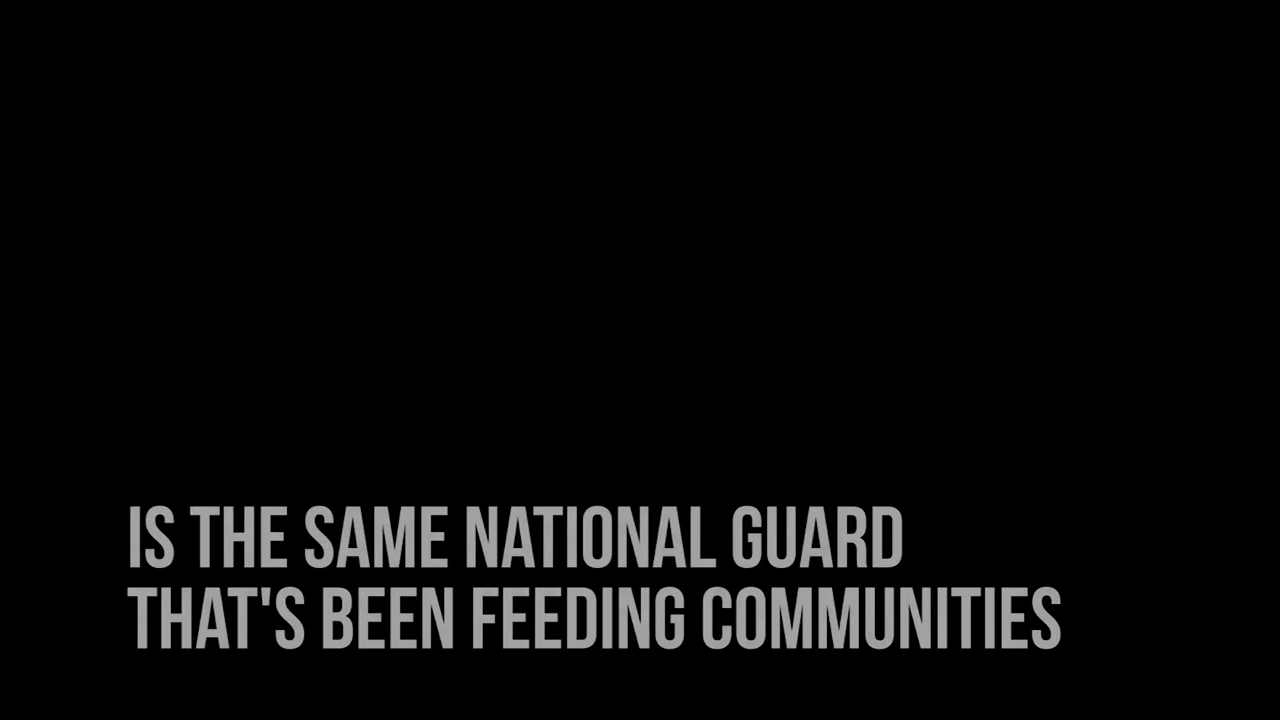 IS THE SAME NATIONAL GUARD
THAT'S BEEN FEEDING COMMUNITIES